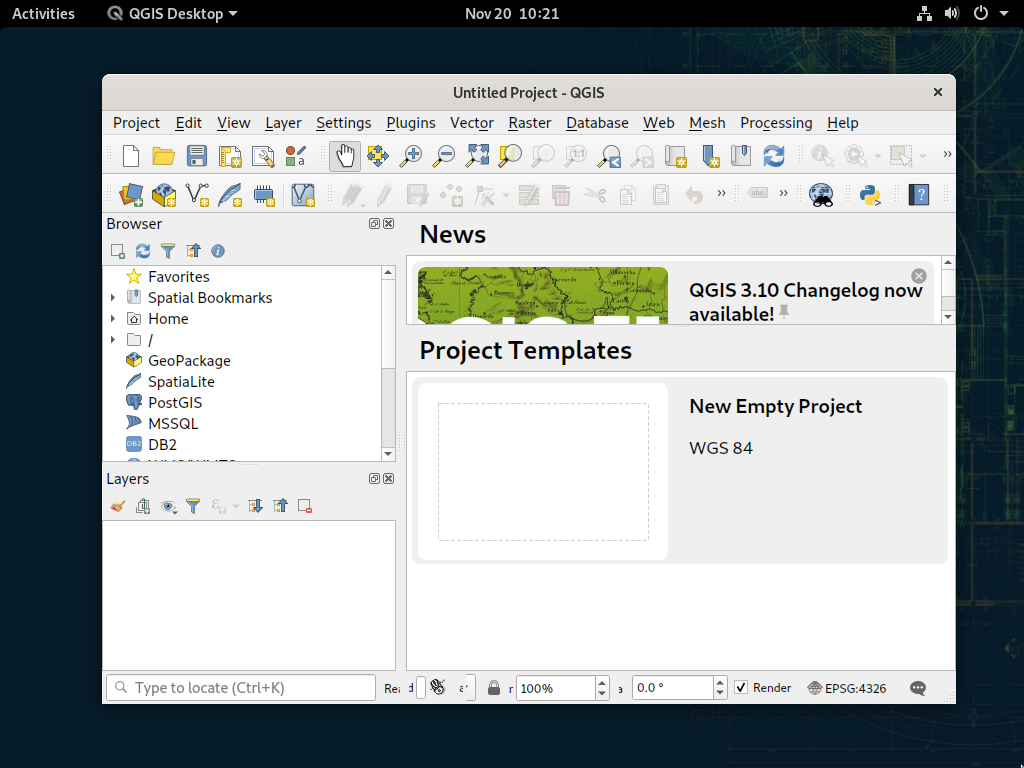 Activities QGIS Desktop Nov 20 10:21
Untitled Project - QGIS
Project Edit View Layer Settings Plugins Vector Raster Database Web Mesh Processing Help
Browser
Favorites
Spatial Bookmarks
Home
/
GeoPackage
SpatiaLite
PostGIS
MSSQL
DB2
News
QGIS 3.10 Changelog now
available!
Project Templates
New Empty Project
WGS 84
Layers
Type to locate (Ctrl+K)
100%
0.0 °
Render
EPSG:4326